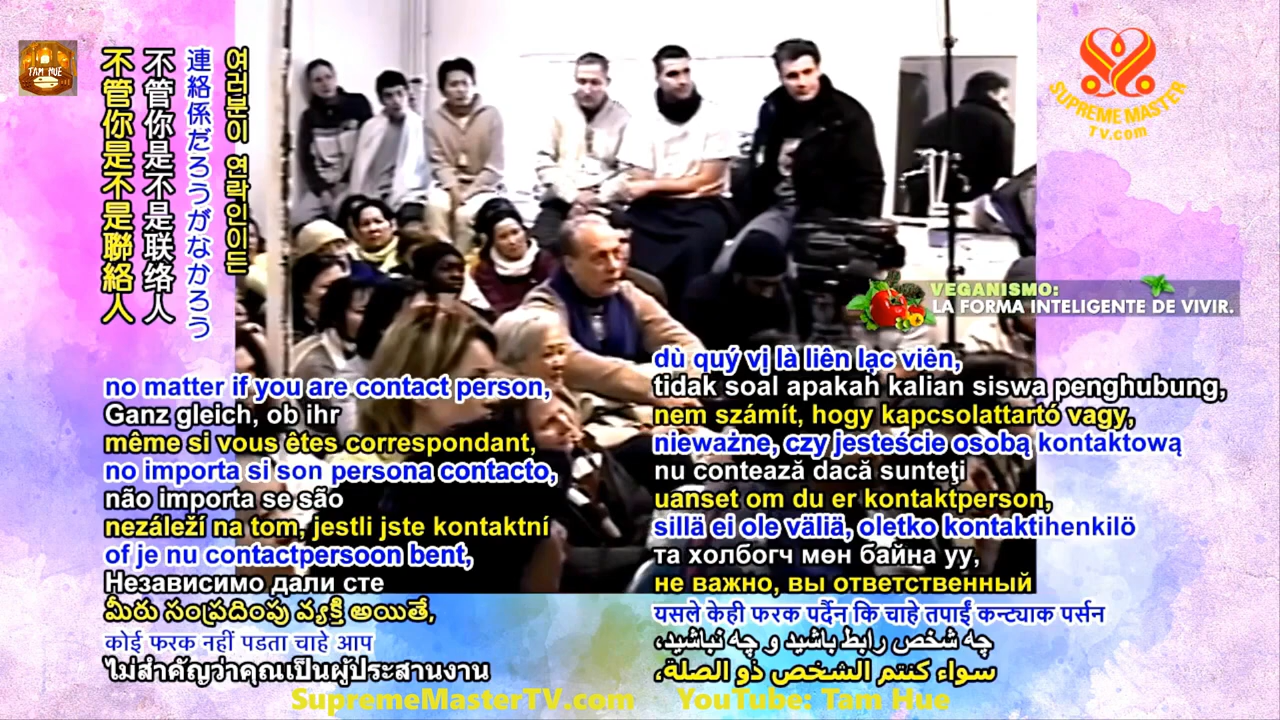 TAM HUE
여러분이 연락인이든
連絡係だろうがなかろう
不管你是不是联络人
不管你是不是聯絡人
SUPREME MASTER
TV.com
VEGANISMO:
LA FORMA INTELIGENTE DE VIVIR.
no matter if you are contact person,
Ganz gleich, ob ihr
même si vous êtes correspondant,
no importa si son persona contacto,
não importa se são
nezáleží na tom, jestli jste kontaktní
of je nu contactpersoon bent,
Независимо дали сте
మీరు సంప్రదింపు వ్యక్తి అయితే,
कोई फरक नहीं पडता चाहे आप
ไม่สำคัญว่าคุณเป็นผู้ประสานงาน
dù quý vị là liên lạc viên,
tidak soal apakah kalian siswa penghubung,
nem számít, hogy kapcsolattartó vagy,
nieważne, czy jesteście osobą kontaktową
nu contează dacă sunteţi
uanset om du er kontaktperson,
sillä ei ole väliä, oletko kontaktihenkilö
та холбогч мөн байна уу,
не важно, вы ответственный
यसले केही फरक पर्दैन कि चाहे तपाईं कन्ट्याक पर्सन
چه شخص رابط باشید و چه نباشید،
سواء كنتم الشخص ذو الصلة،
SupremeMasterTV.com
YouTube: Tam Hue